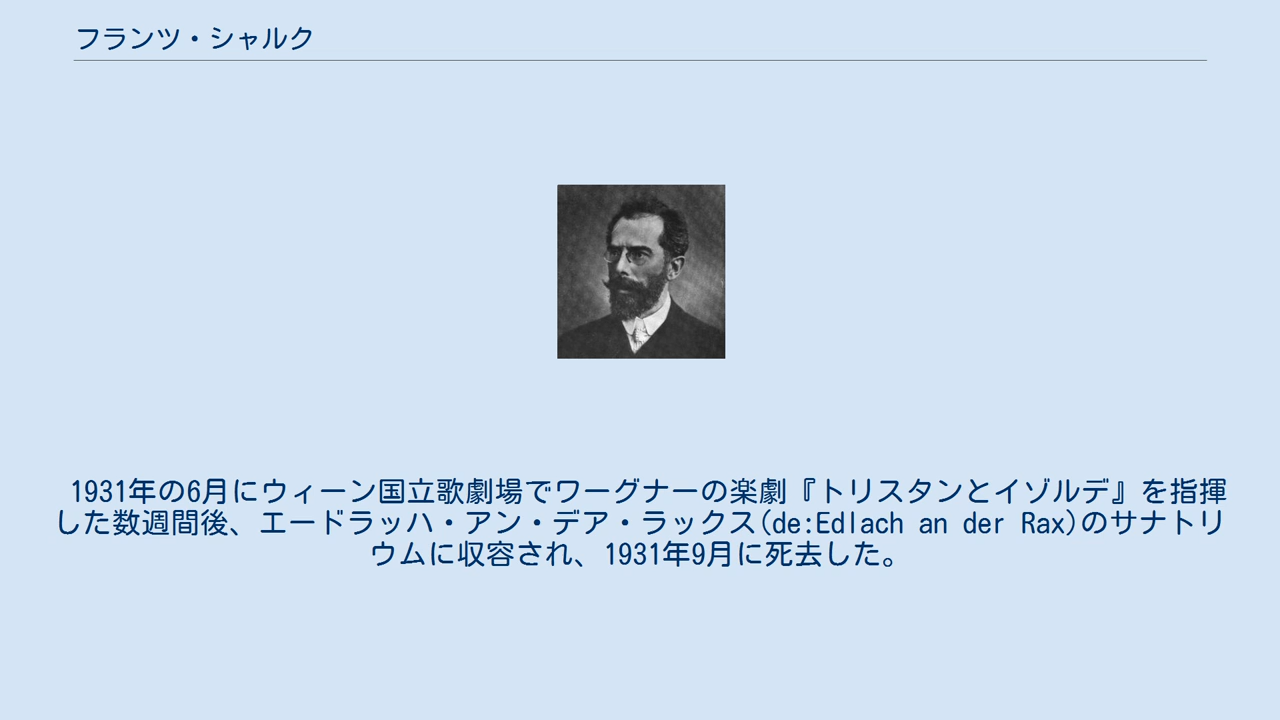 フランツ・シャルク
1931年の6月にウィーン国立歌劇場でワーグナーの楽劇『トリスタンとイゾルデ』を指揮
した数週間後、エードラッハ・アン・デア・ラックス(de:Edlach an der Rax)のサナトリ
ウムに収容され、1931年9月に死去した。